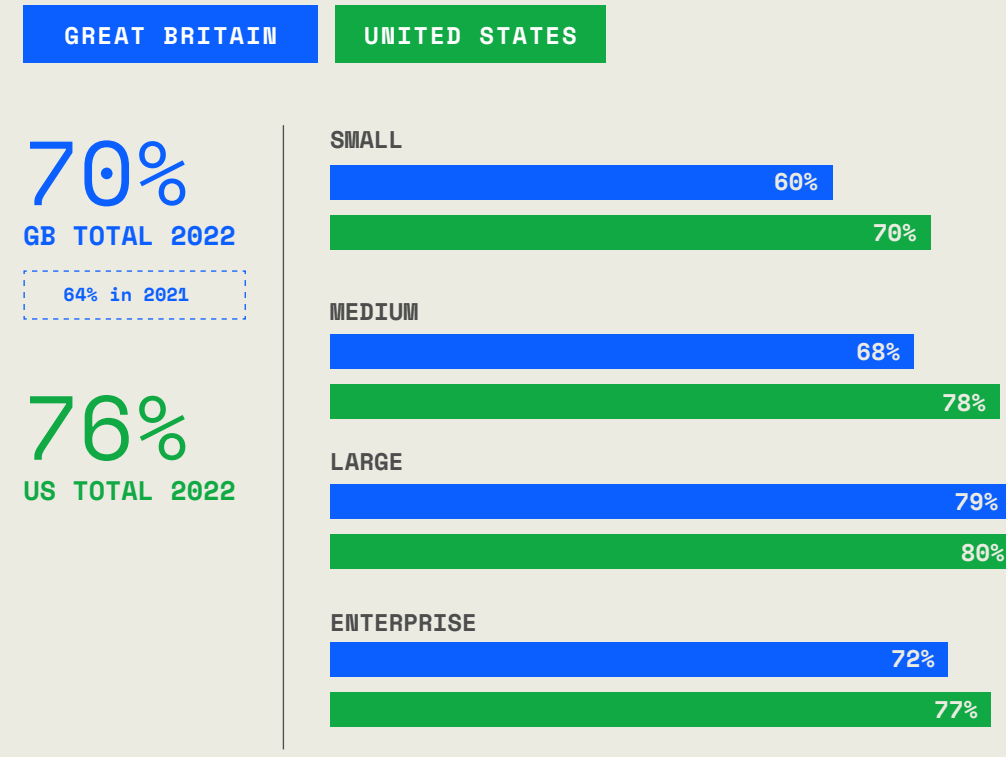 GREAT BRITAIN
UNITED STATES
70%
GB TOTAL 2022
64% in 2021
76%
US TOTAL 2022
SMALL
60%
70%
MEDIUM
68%
78%
LARGE
79%
80%
ENTERPRISE
72%
77%